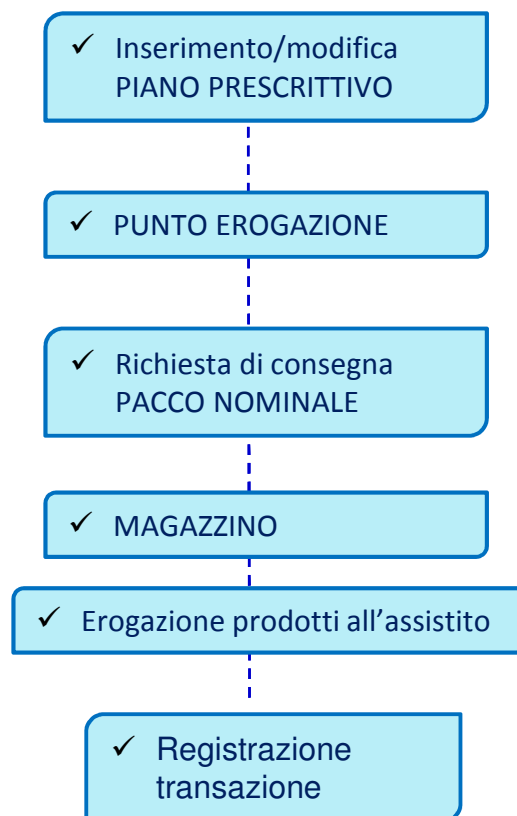 ✓ Inserimento/modifica
PIANO PRESCRITTIVO
✓ PUNTO EROGAZIONE
✓ Richiesta di consegna
PACCO NOMINALE
✓ MAGAZZINO
✓ Erogazione prodotti all’assistito
✓ Registrazione
transazione